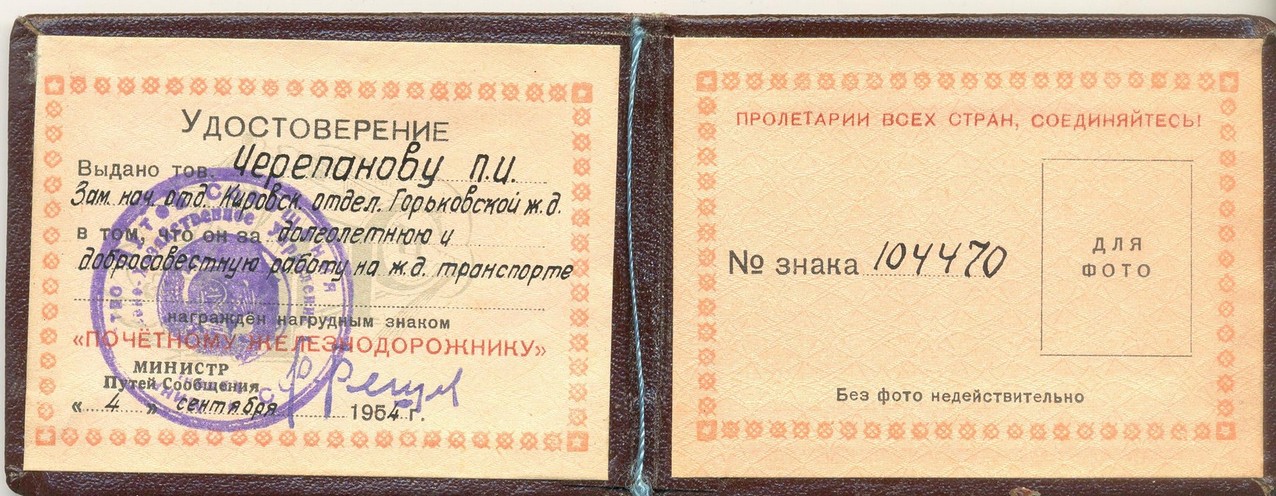 УДОСТОВЕРЕНИЕ
Выдано тов. Черепанову П.И.
Зам. нач. отд. Кировск. отдел. Горьковской ж.д.
в том, что он за долголетнюю и
добросавестную работу на ж.д. транспорте
награждён нагрудным знаком
«ПОЧЁТНОМУ ЖЕЛЕЗНОДОРОЖНИКУ»
МИНИСТР
Путей Сообщения
«4» сентября 1954 г.
ПРОЛЕТАРИИ ВСЕХ СТРАН, СОЕДИНЯЙТЕСЬ!
№ знака 104470
ДЛЯ
ФОТО
Без фото недействительно